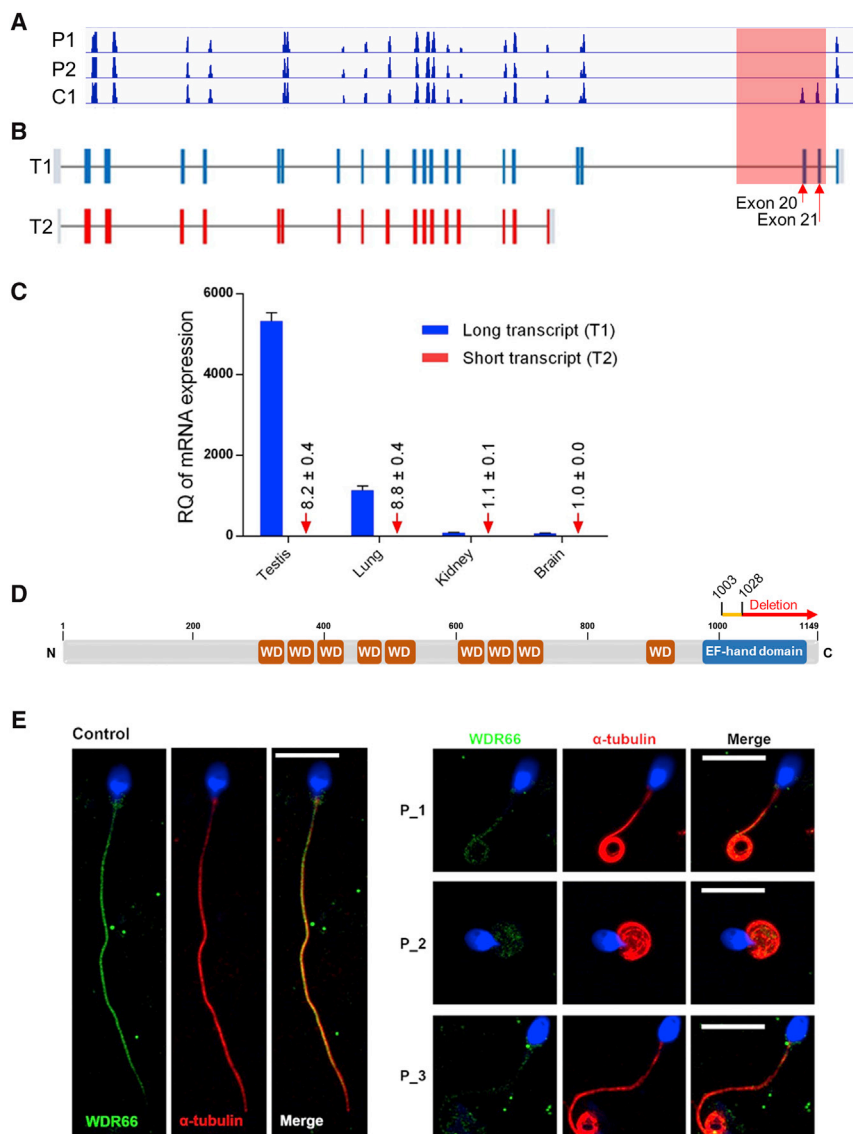 A
P1
P2
C1
B
T1
Exon 20
Exon 21
T2
C
6000
4000
2000
0
RQ of mRNA expression
Long transcript (T1)
Short transcript (T2)
8.2 ± 0.4
8.8 ± 0.4
1.1 ± 0.1
1.0 ± 0.0
Testis
Lung
Kidney
Brain
D
1003
1028
Deletion
1 200 400 600 800 1000 1149
N WD WD WD WD WD WD WD WD WD EF-hand domain C
E
Control
WDR66 α-tubulin Merge
WDR66 α-tubulin Merge
P_1
P_2
P_3